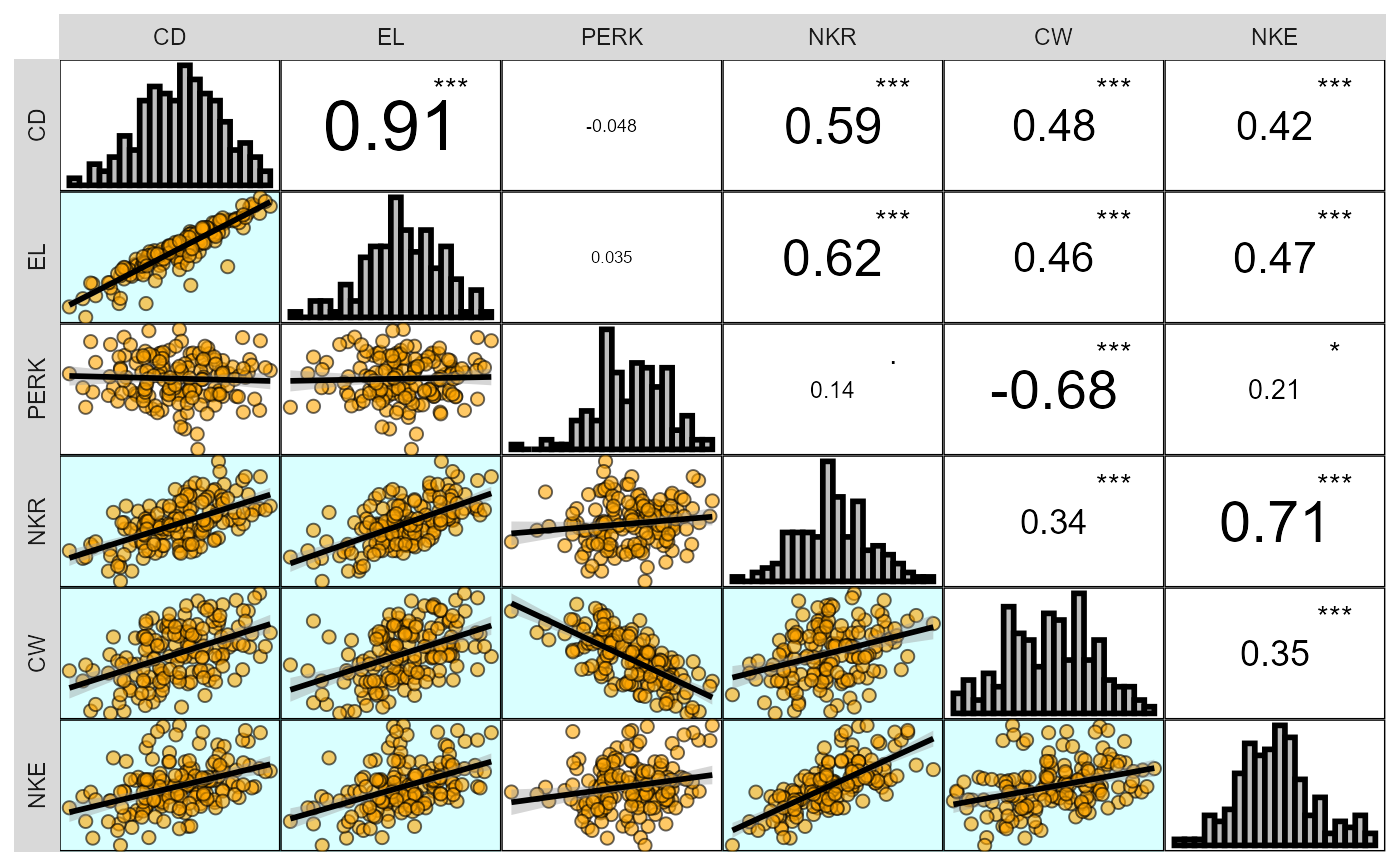 CD EL PERK NKR CW NKE
CD *** *** *** ***
0.91 -0.048 0.59 0.48 0.42
EL *** *** ***
0.035 0.62 0.46 0.47
PERK . *** *
0.14 -0.68 0.21
NKR *** ***
0.34 0.71
CW ***
0.35
NKE